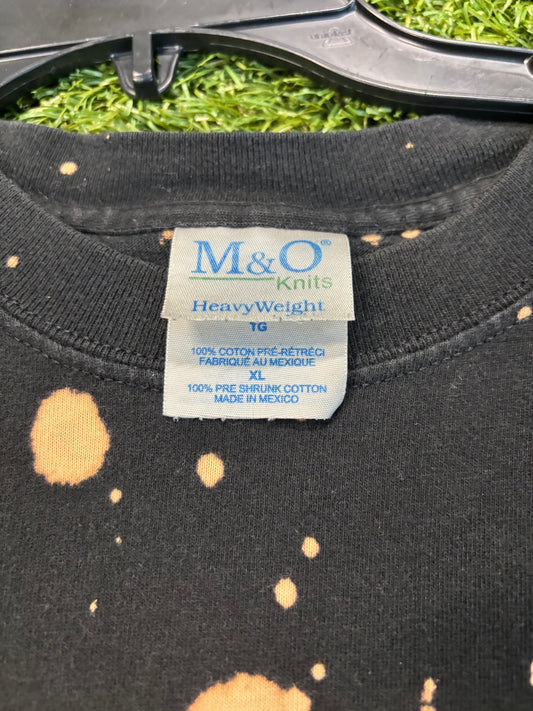 M&O®
Knits
HeavyWeight
TG
100% COTON PRÉ-RÉTRÉCI
FABRIQUÉ AU MEXIQUE
XL
100% PRE SHRUNK COTTON
MADE IN MEXICO